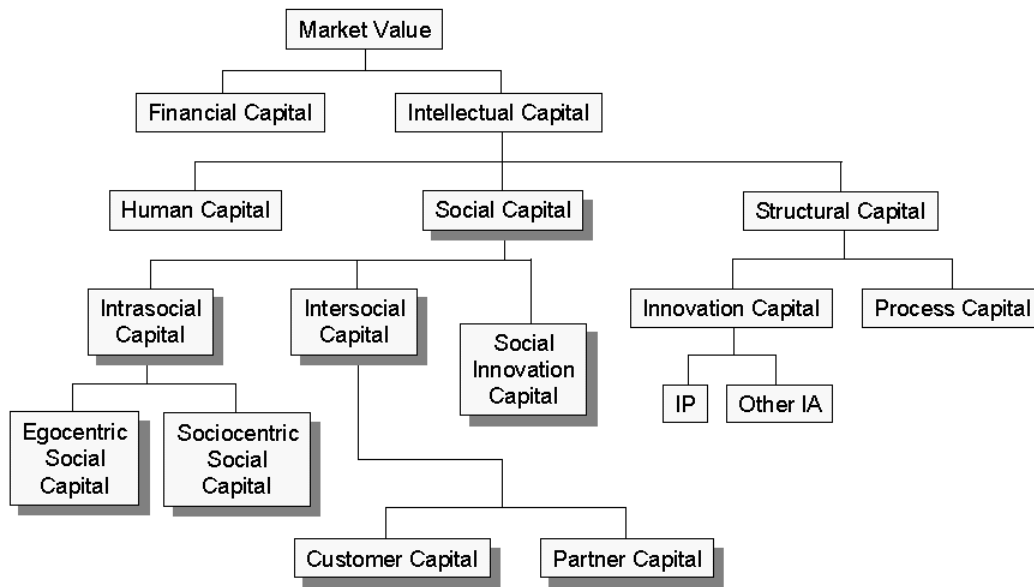 Market Value
Financial Capital
Intellectual Capital
Human Capital
Social Capital
Structural Capital
Intrasocial
Capital
Intersocial
Capital
Social
Innovation
Capital
Innovation Capital
Process Capital
IP
Other IA
Egocentric
Social
Capital
Sociocentric
Social
Capital
Customer Capital
Partner Capital